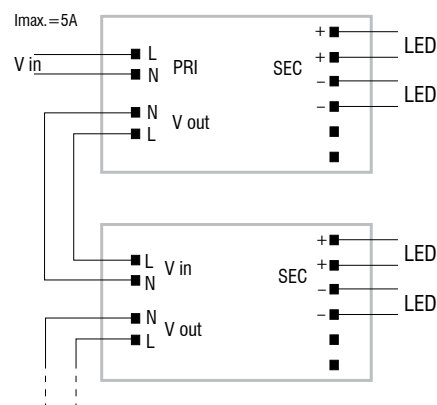 Imax.=5A
V in
L
N
PRI
N
L
V out
SEC
+
+
–
–
LED
LED
L
N
V in
N
L
V out
SEC
+
+
–
–
LED
LED